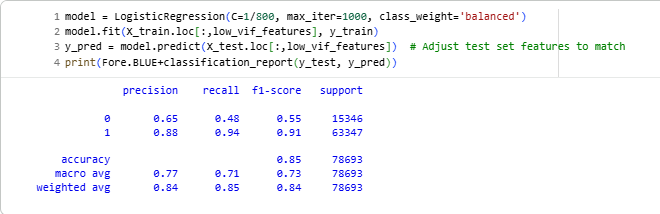 1 model = LogisticRegression(C=1/800, max_iter=1000, class_weight='balanced')
2 model.fit(X_train.loc[:,low_vif_features], y_train)
3 y_pred = model.predict(X_test.loc[:,low_vif_features])  # Adjust test set features to match
4 print(Fore.BLUE+classification_report(y_test, y_pred))
precision recall f1-score support
0 0.65 0.48 0.55 15346
1 0.88 0.94 0.91 63347
accuracy 0.85 78693
macro avg 0.77 0.71 0.73 78693
weighted avg 0.84 0.85 0.84 78693